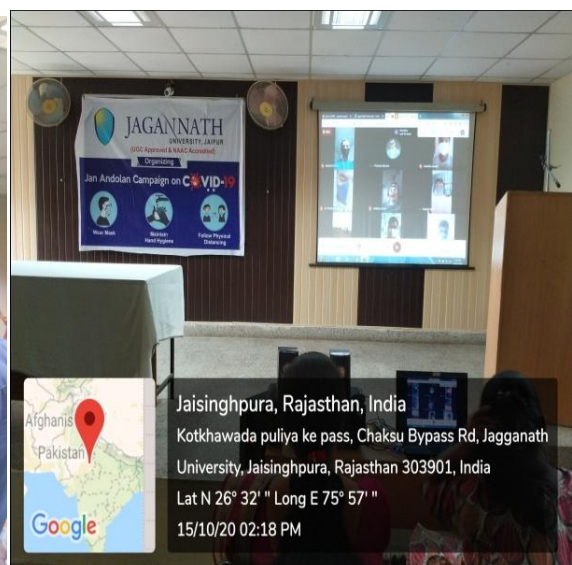 JAGANNATH
UNIVERSITY, JAIPUR
(UGC Approved & NAAC Accredited)
Organizing
Jan Andolan Campaign on COVID-19
Wear Mask
Maintain
Hand Hygiene
Follow Physical
Distancing
Afghanis
Pakistan
Google
Jaisinghpura, Rajasthan, India
Kotkhawada puliya ke pass, Chaksu Bypass Rd, Jagganath
University, Jaisinghpura, Rajasthan 303901, India
Lat N 26° 32' " Long E 75° 57' "
15/10/20 02:18 PM